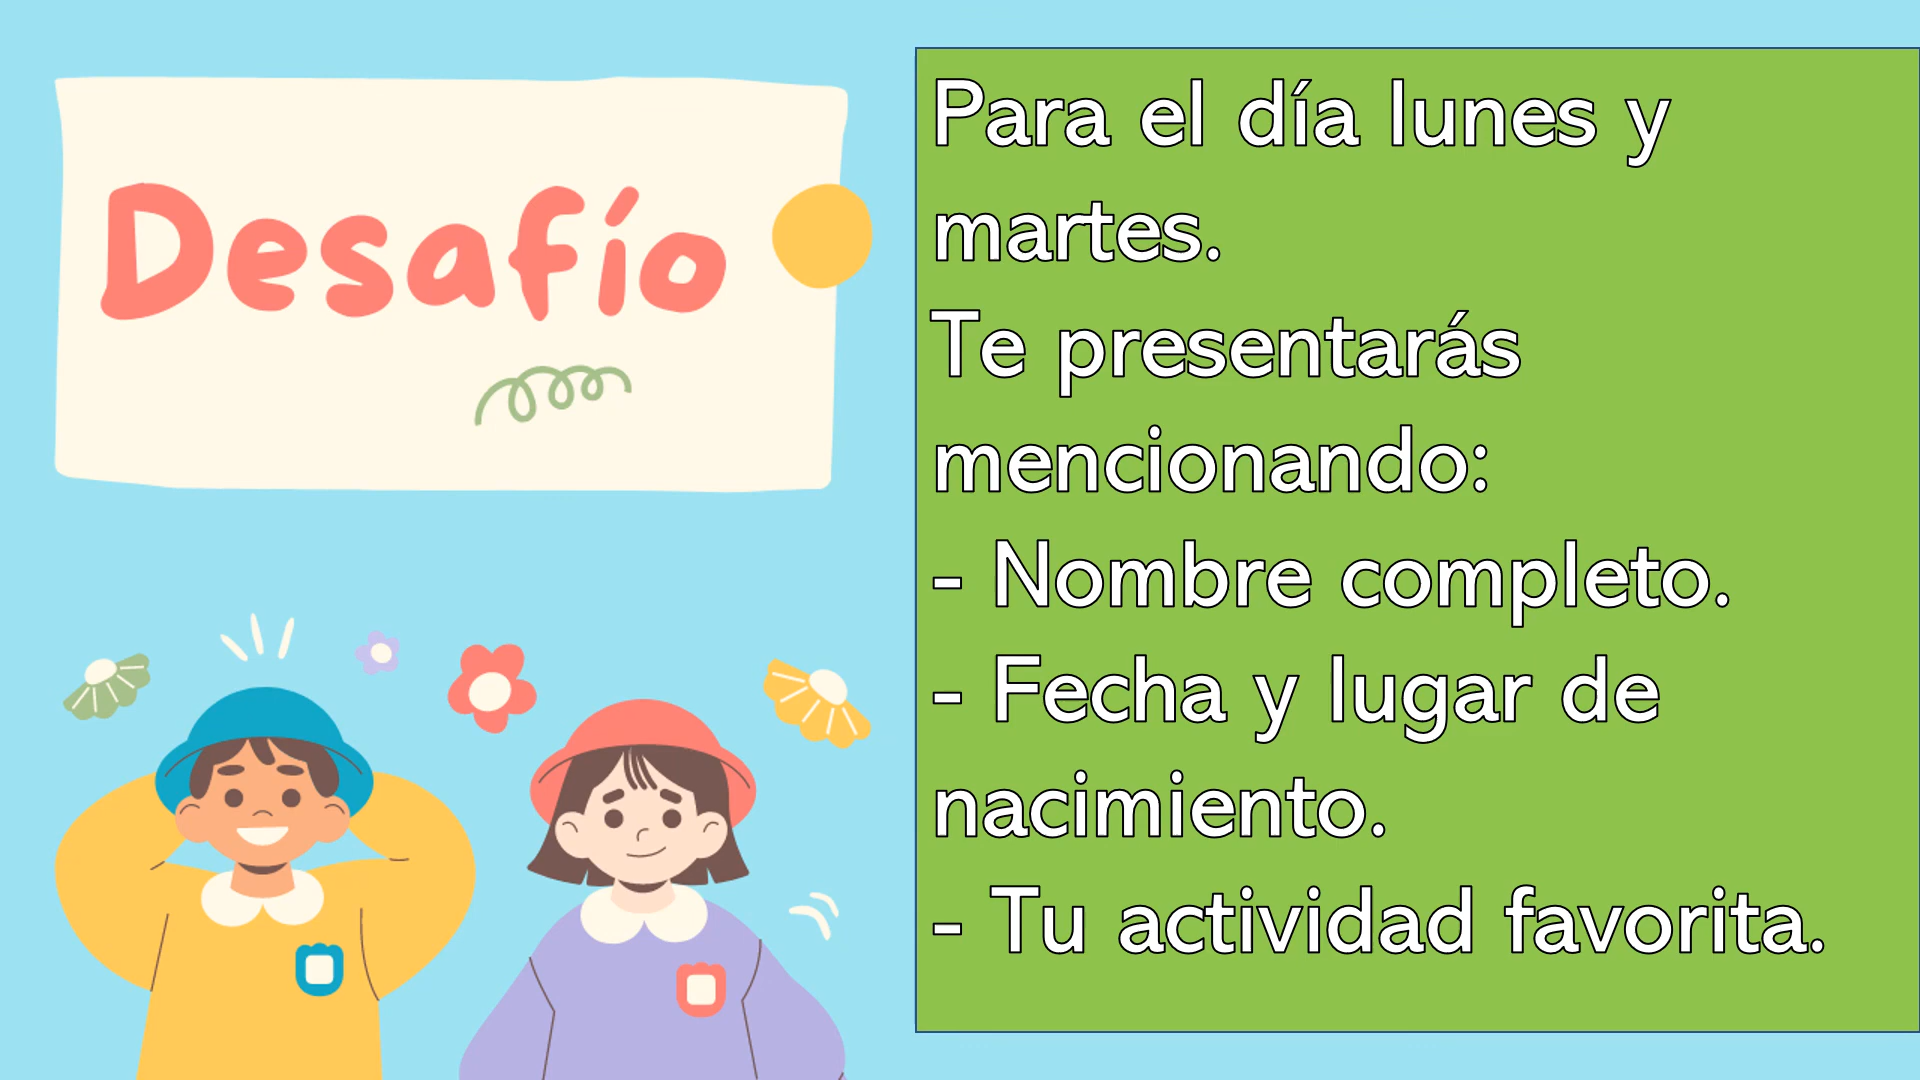 Desafío
Para el día lunes y
martes.
Te presentarás
mencionando:
- Nombre completo.
- Fecha y lugar de
nacimiento.
- Tu actividad favorita.